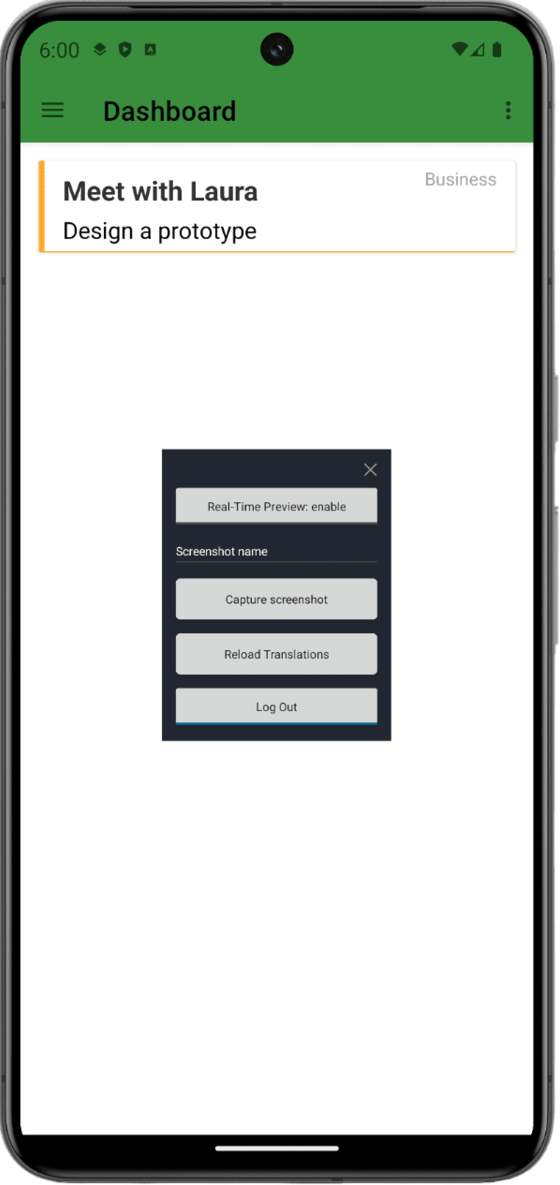 6:00
Dashboard
Business
Meet with Laura
Design a prototype
Real-Time Preview: enable
Screenshot name
Capture screenshot
Reload Translations
Log Out